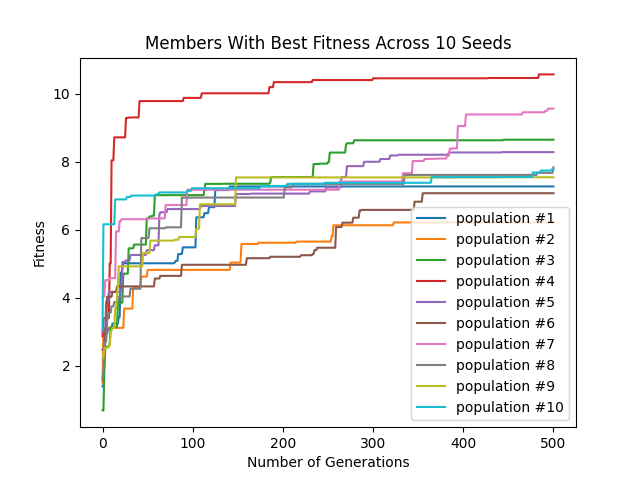 Members With Best Fitness Across 10 Seeds
Fitness
10
8
6
4
2
0
100
200
300
400
500
Number of Generations
population #1
population #2
population #3
population #4
population #5
population #6
population #7
population #8
population #9
population #10